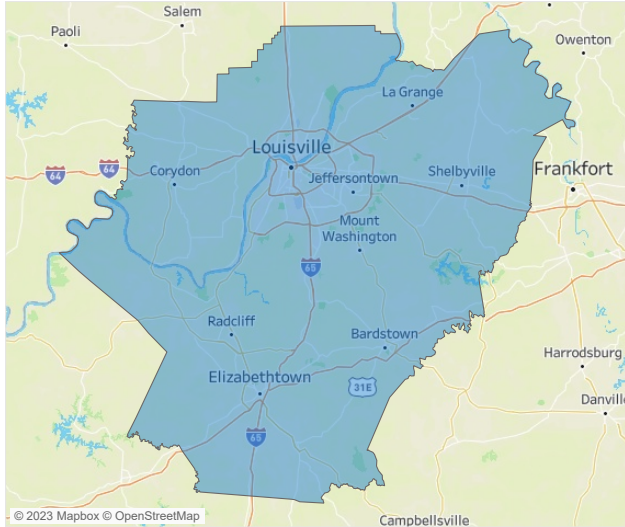 Salem
Paoli
Owenton
La Grange
Louisville
64
64
Corydon
Jeffersontown
Shelbyville
Frankfort
Mount
Washington
65
Radcliff
Bardstown
Harrodsburg
Elizabethtown
31E
Danvill
65
© 2023 Mapbox © OpenStreetMap
Campbellsville